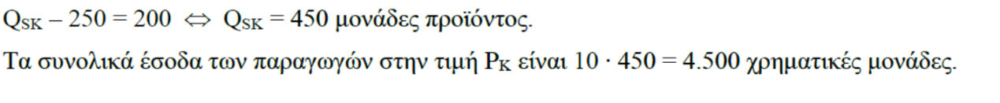 Q_SK – 250 = 200 ⇔ Q_SK = 450 μονάδες προϊόντος.
Τα συνολικά έσοδα των παραγωγών στην τιμή P_K είναι 10 · 450 = 4.500 χρηματικές μονάδες.